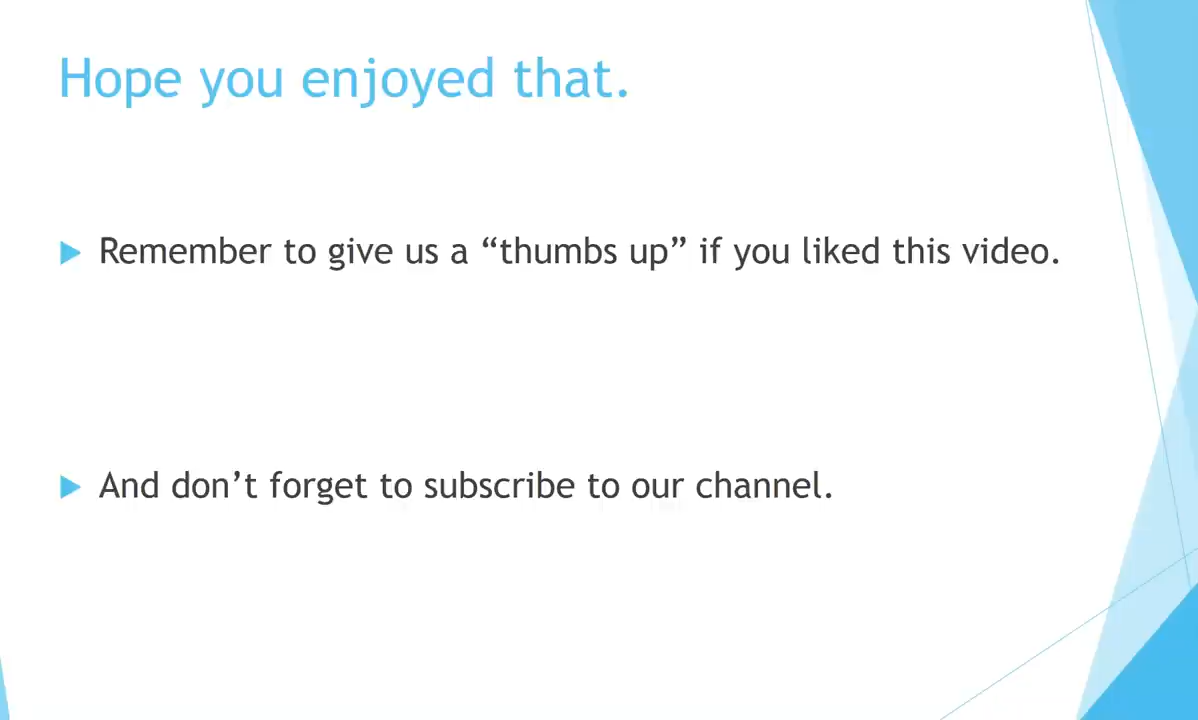 Hope you enjoyed that.
Remember to give us a “thumbs up” if you liked this video.
And don’t forget to subscribe to our channel.